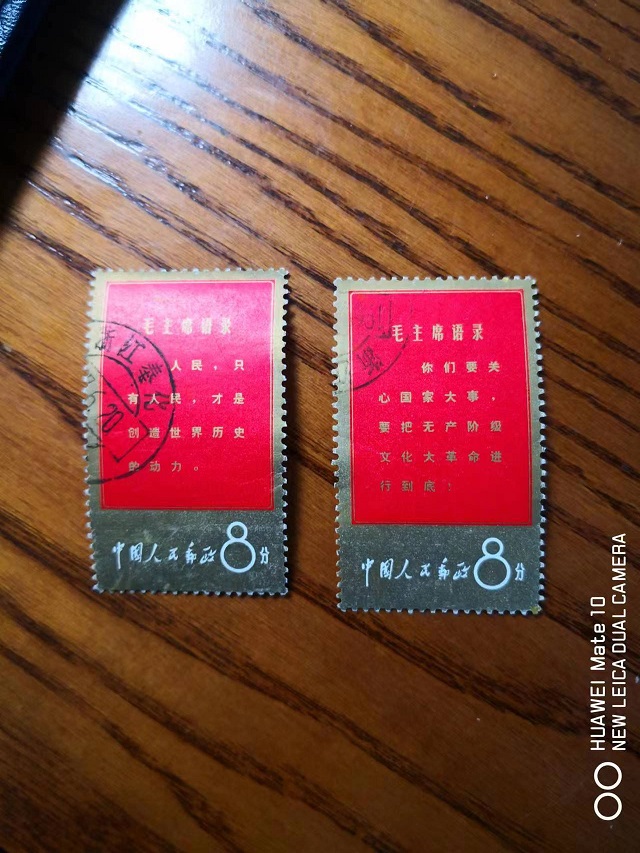 毛主席语录
人民，只
有人民，才是
创造世界历史
的动力。
中国人民邮政8分
浙江
毛主席语录
你们要关
心国家大事，
要把无产阶级
文化大革命进
行到底！
中国人民邮政8分
HUAWEI Mate 10
NEW LEICA DUAL CAMERA